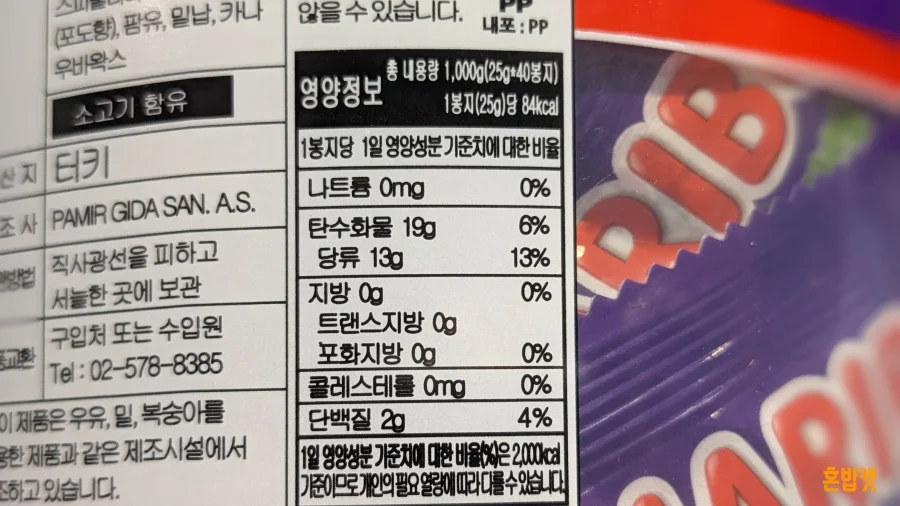 (포도향), 팜유, 밀납, 카나
우바왁스
소고기 함유
산 지
터키
조 사
PAMIR GIDA SAN. A.S.
방법
직사광선을 피하고
서늘한 곳에 보관
구입처 또는 수입원
Tel : 02-578-8385
이 제품은 우유, 밀, 복숭아를
용한 제품과 같은 제조시설에서
조하고 있습니다.
않을 수 있습니다.
PP
내포 : PP
영양정보
총 내용량 1,000g(25g*40봉지)
1봉지(25g)당 84kcal
1봉지당 1일 영양성분 기준치에 대한 비율
나트륨 0mg 0%
탄수화물 19g 6%
당류 13g 13%
지방 0g 0%
트랜스지방 0g
포화지방 0g 0%
콜레스테롤 0mg 0%
단백질 2g 4%
1일 영양성분 기준치에 대한 비율(%)은 2,000kcal
기준이므로 개인의 필요 열량에 따라 다를 수 있습니다.
RIB
ARI
혼밥캣